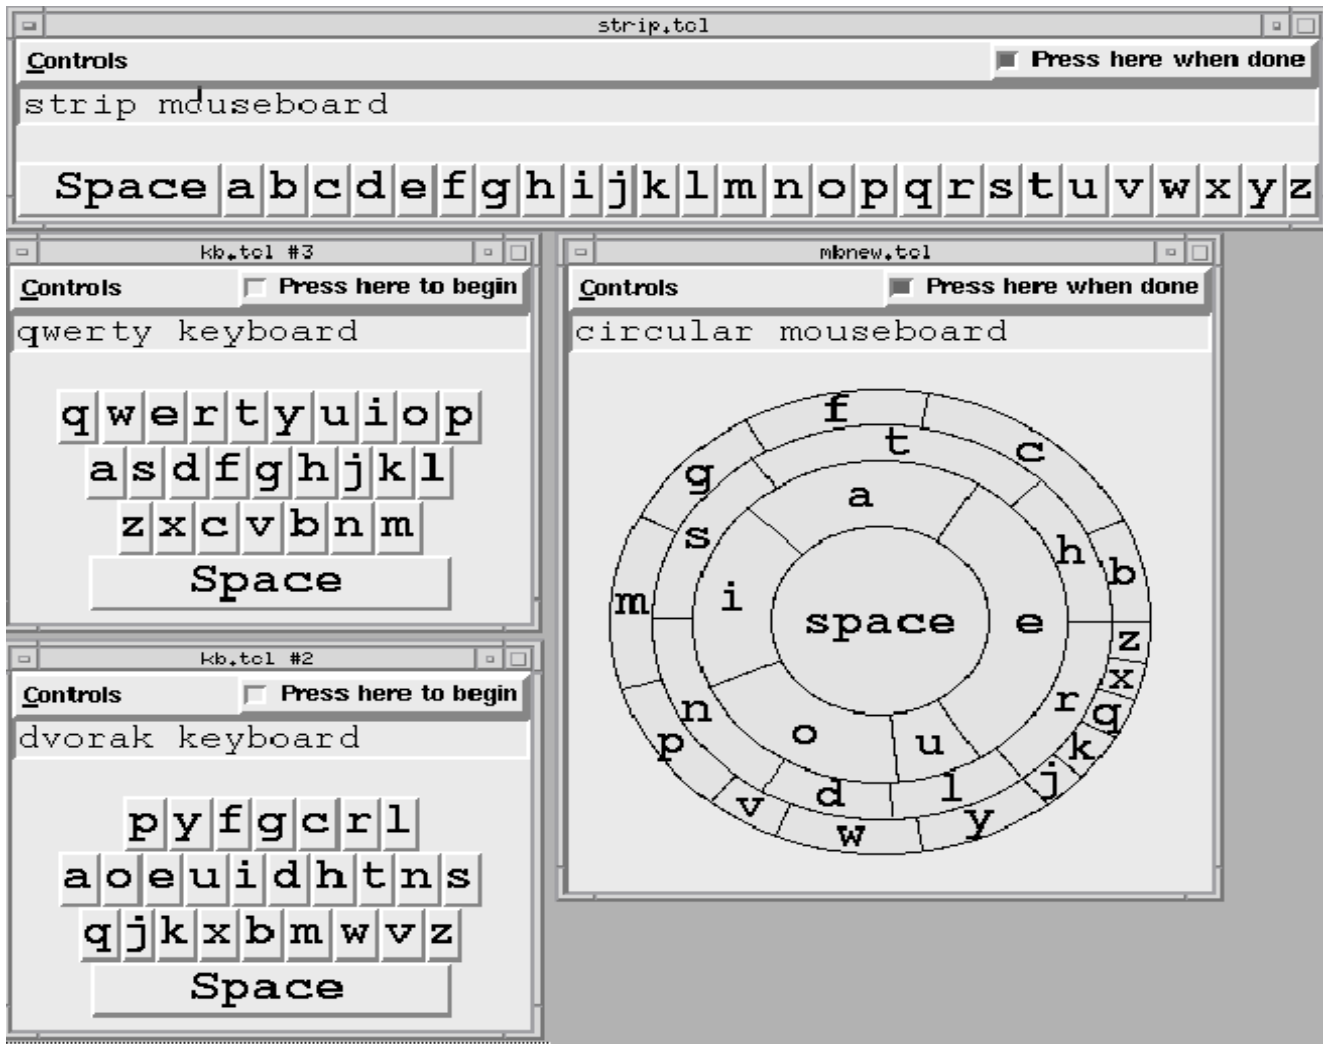 strip.tcl
Controls Press here when done
strip mouseboard
Space a b c d e f g h i j k l m n o p q r s t u v w x y z
kb.tcl #3
Controls Press here to begin
qwerty keyboard
q w e r t y u i o p
a s d f g h j k l
z x c v b n m
Space
kb.tcl #2
Controls Press here to begin
dvorak keyboard
p y f g c r l
a o e u i d h t n s
q j k x b m w v z
Space
mbnew.tcl
Controls Press here when done
circular mouseboard
f
t
c
g
a
s
h
b
m
i
space
e
z
x
n
r
q
p
o
u
k
j
v
d
l
w
y